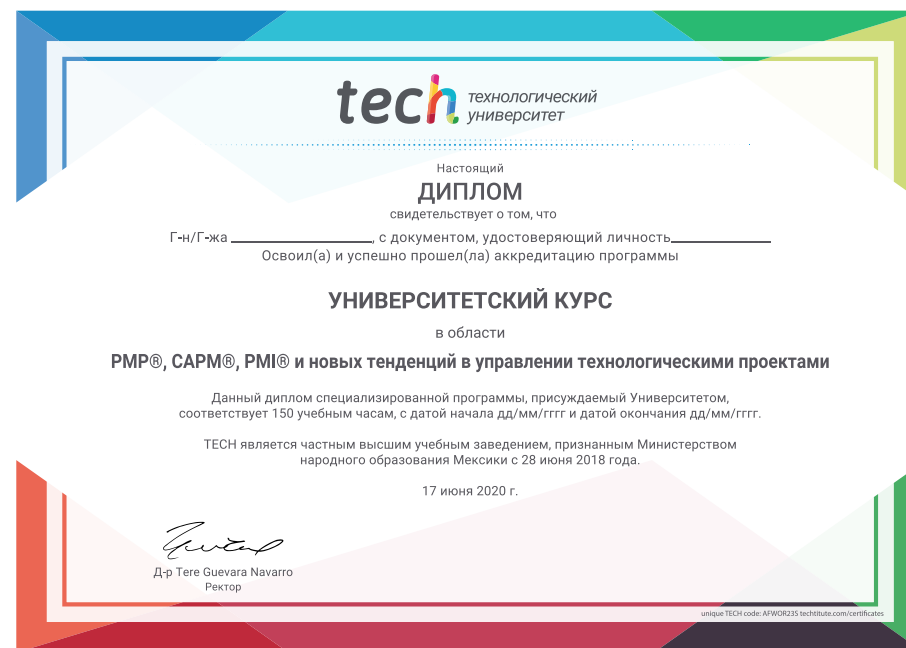 tech технологический
университет
Настоящий
ДИПЛОМ
свидетельствует о том, что
Г-н/Г-жа ____________________, с документом, удостоверяющий личность______________
Освоил(а) и успешно прошел(ла) аккредитацию программы
УНИВЕРСИТЕТСКИЙ КУРС
в области
PMP®, CAPM®, PMI® и новых тенденций в управлении технологическими проектами
Данный диплом специализированной программы, присуждаемый Университетом,
соответствует 150 учебным часам, с датой начала дд/мм/гггг и датой окончания дд/мм/гггг.
TECH является частным высшим учебным заведением, признанным Министерством
народного образования Мексики с 28 июня 2018 года.
17 июня 2020 г.
Д-р Tere Guevara Navarro
Ректор
unique TECH code: AFWOR23S techtitute.com/certificates